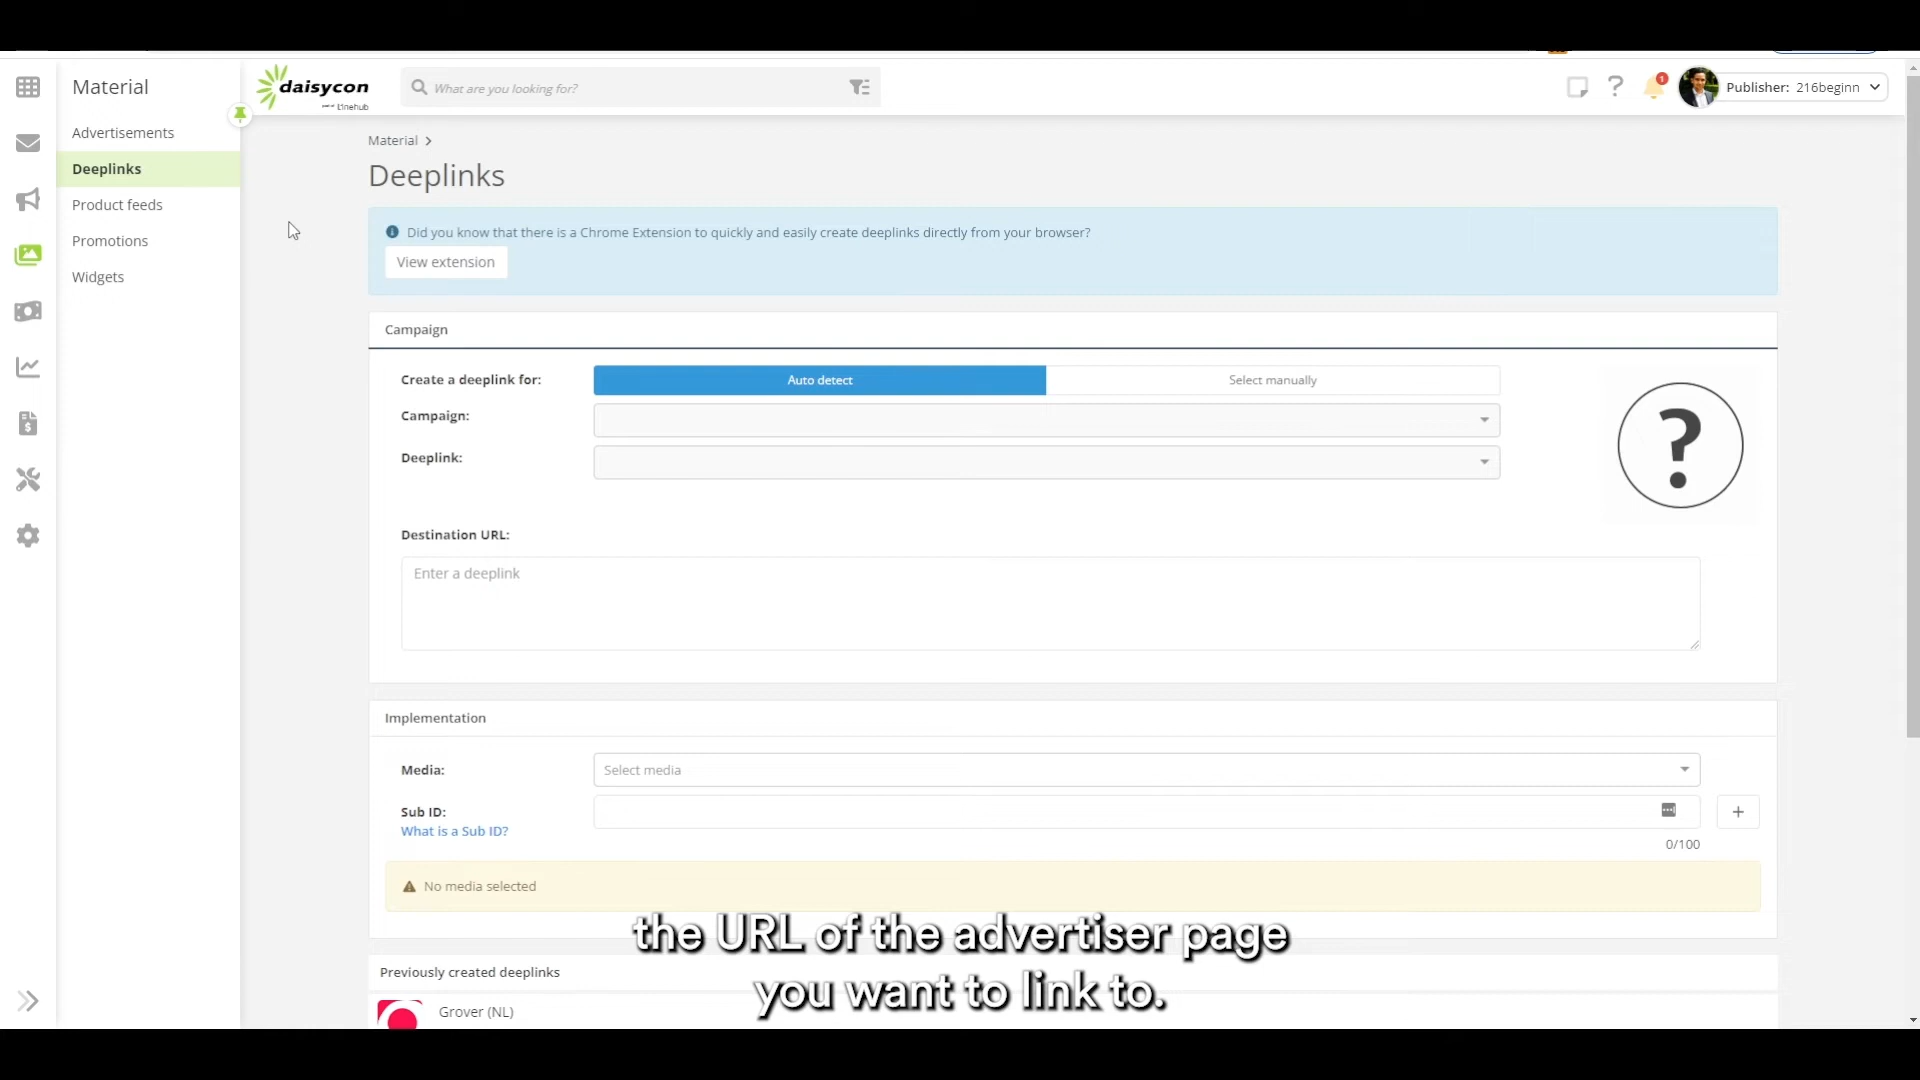 Material
Advertisements
Deeplinks
Product feeds
Promotions
Widgets
daisycon
What are you looking for?
?
1
Publisher: 216beginn
Material >
Deeplinks
Did you know that there is a Chrome Extension to quickly and easily create deeplinks directly from your browser?
View extension
Campaign
Create a deeplink for:
Auto detect
Select manually
Campaign:
Deeplink:
?
Destination URL:
Enter a deeplink
Implementation
Media:
Select media
Sub ID:
What is a Sub ID?
+
0/100
No media selected
the URL of the advertiser page
you want to link to.
Previously created deeplinks
Grover (NL)